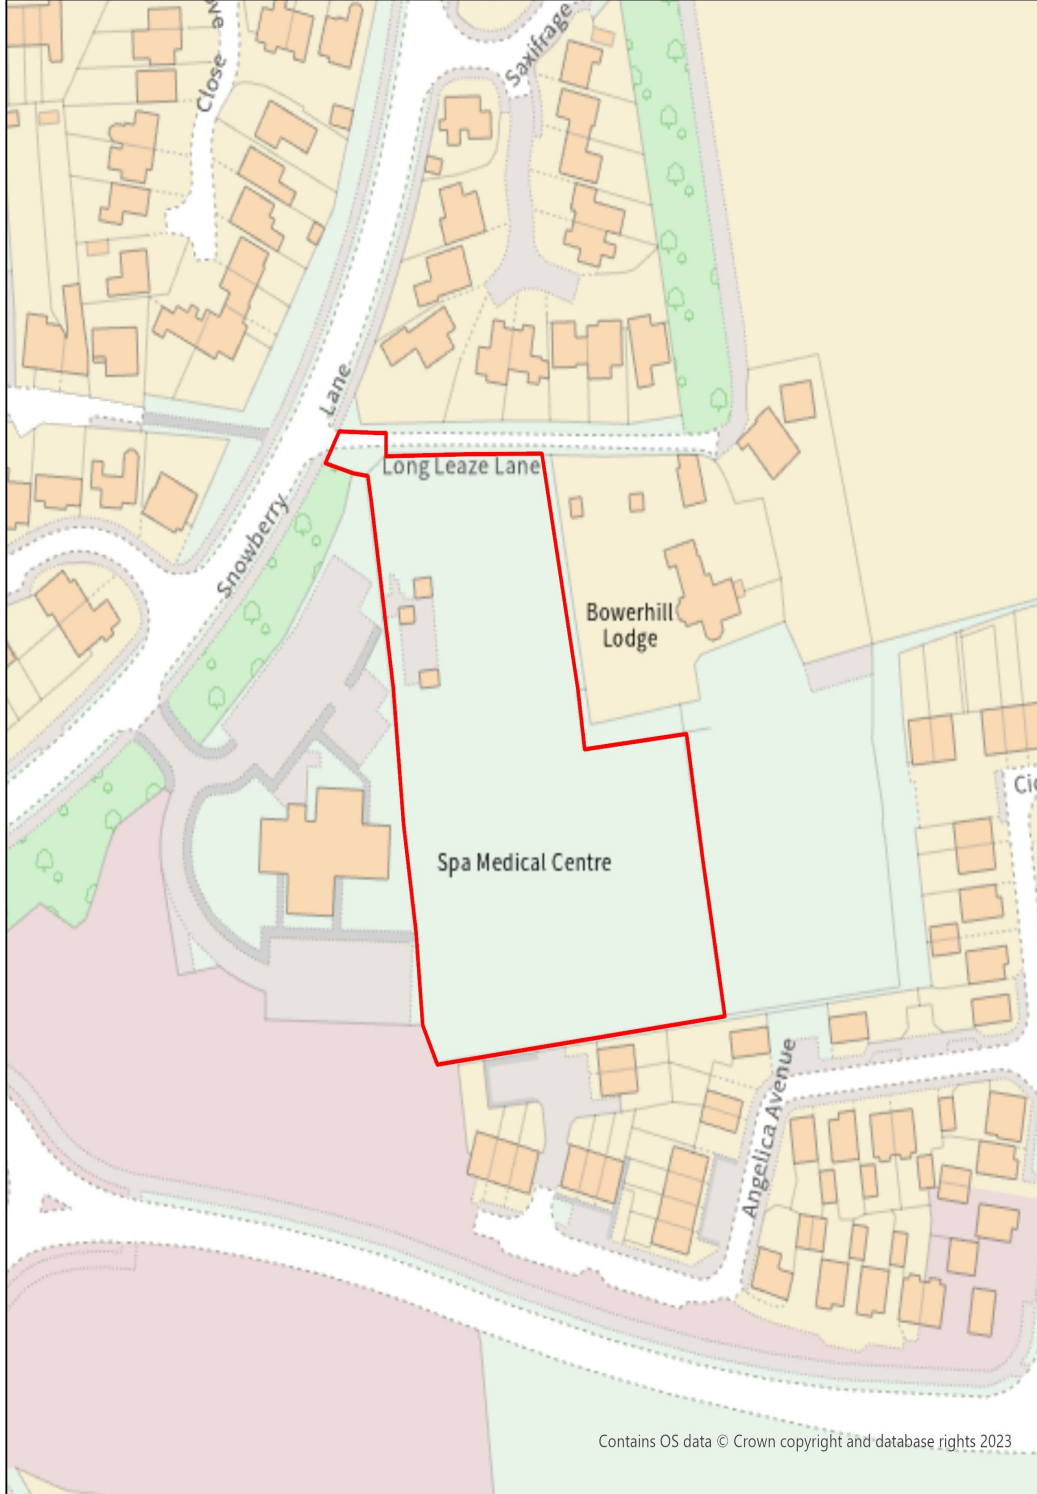 Close
Saxifrage
Lane
Long Leaze Lane
Snowberry
Bowerhill
Lodge
Spa Medical Centre
Angelica Avenue
Contains OS data © Crown copyright and database rights 2023